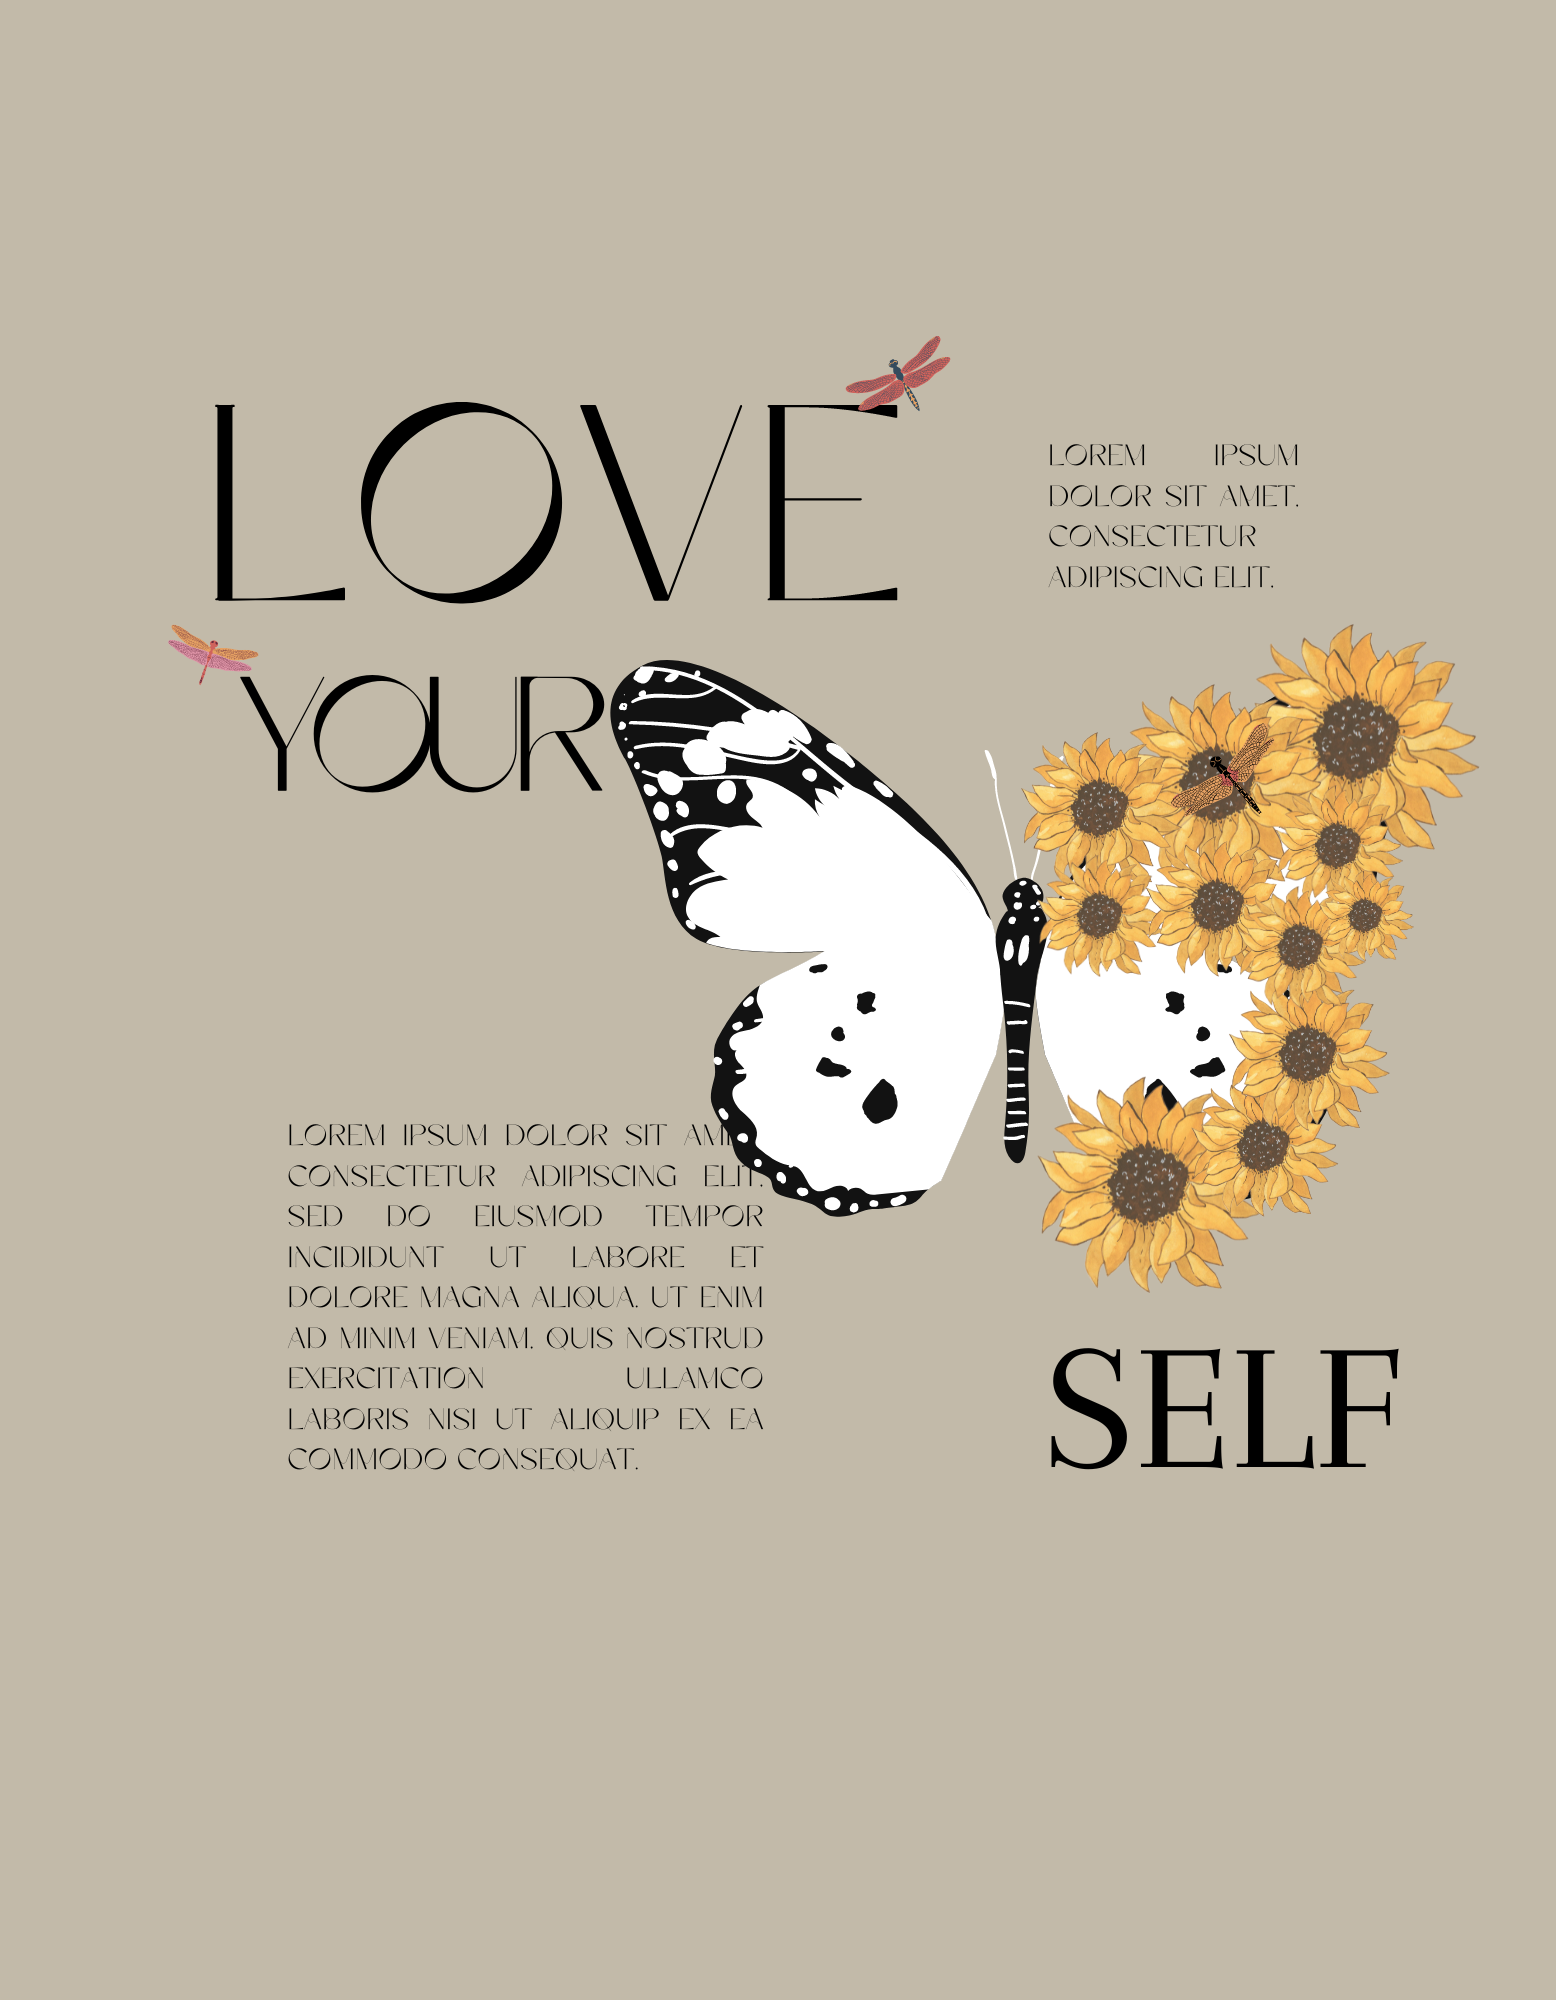 LOVE
LOREM IPSUM
DOLOR SIT AMET.
CONSECTETUR
ADIPISCING ELIT.
YOUR
LOREM IPSUM DOLOR SIT
CONSECTETUR ADIPISCING ELIT.
SED DO EIUSMOD TEMPOR
INCIDIDUNT UT LABORE ET
DOLORE MAGNA ALIQUA. UT ENIM
AD MINIM VENIAM. QUIS NOSTRUD
EXERCITATION ULLAMCO
LABORIS NISI UT ALIQUIP EX EA
COMMODO CONSEQUAT.
SELF